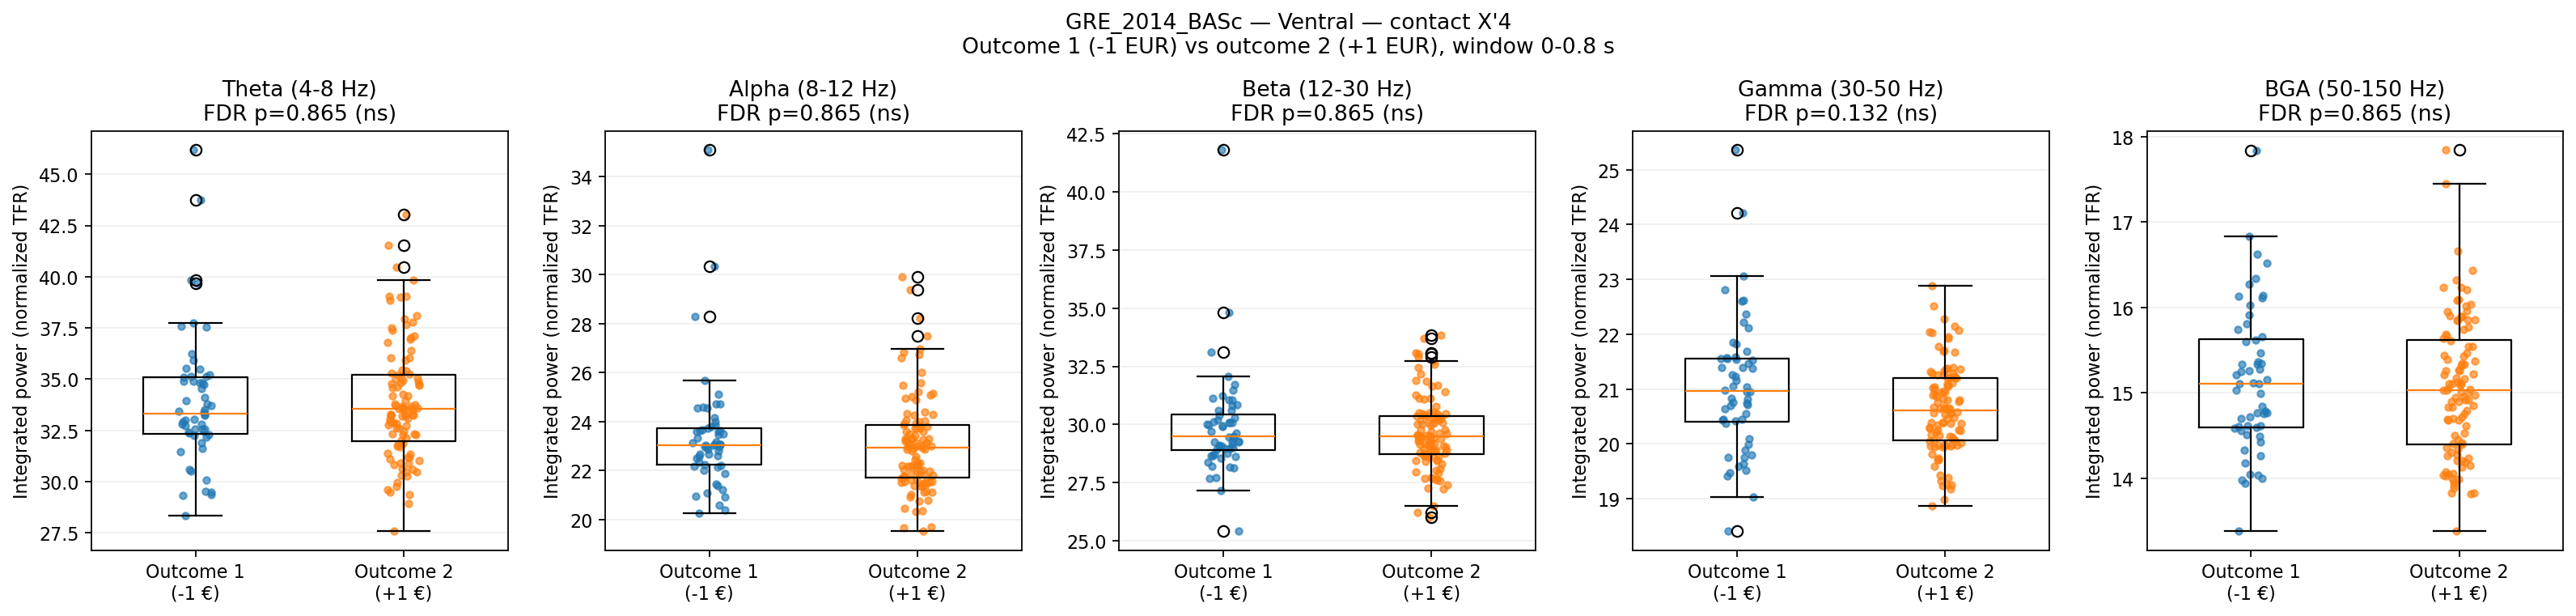 GRE_2014_BASc — Ventral — contact X'4
Outcome 1 (-1 EUR) vs outcome 2 (+1 EUR), window 0-0.8 s
Theta (4-8 Hz)
FDR p=0.865 (ns)
Integrated power (normalized TFR)
45.0
42.5
40.0
37.5
35.0
32.5
30.0
27.5
Outcome 1
(-1 €)
Outcome 2
(+1 €)
Alpha (8-12 Hz)
FDR p=0.865 (ns)
Integrated power (normalized TFR)
34
32
30
28
26
24
22
20
Outcome 1
(-1 €)
Outcome 2
(+1 €)
Beta (12-30 Hz)
FDR p=0.865 (ns)
Integrated power (normalized TFR)
42.5
40.0
37.5
35.0
32.5
30.0
27.5
25.0
Outcome 1
(-1 €)
Outcome 2
(+1 €)
Gamma (30-50 Hz)
FDR p=0.132 (ns)
Integrated power (normalized TFR)
25
24
23
22
21
20
19
Outcome 1
(-1 €)
Outcome 2
(+1 €)
BGA (50-150 Hz)
FDR p=0.865 (ns)
Integrated power (normalized TFR)
18
17
16
15
14
Outcome 1
(-1 €)
Outcome 2
(+1 €)